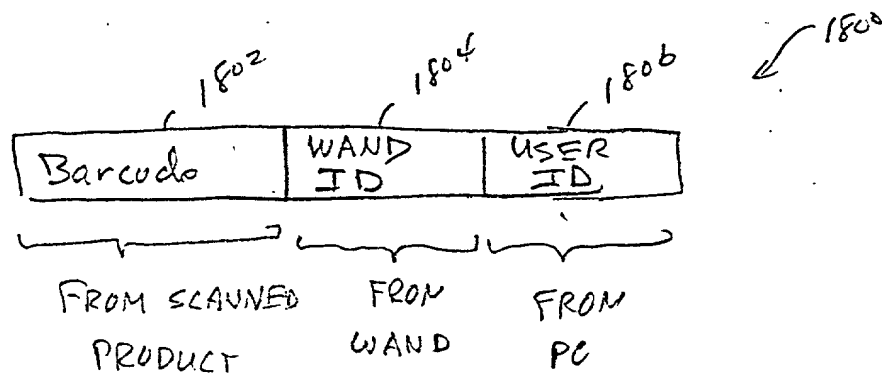 1800
1802 1804 1806
Barcode WAND ID USER ID
FROM SCANNED PRODUCT FROM WAND FROM PC